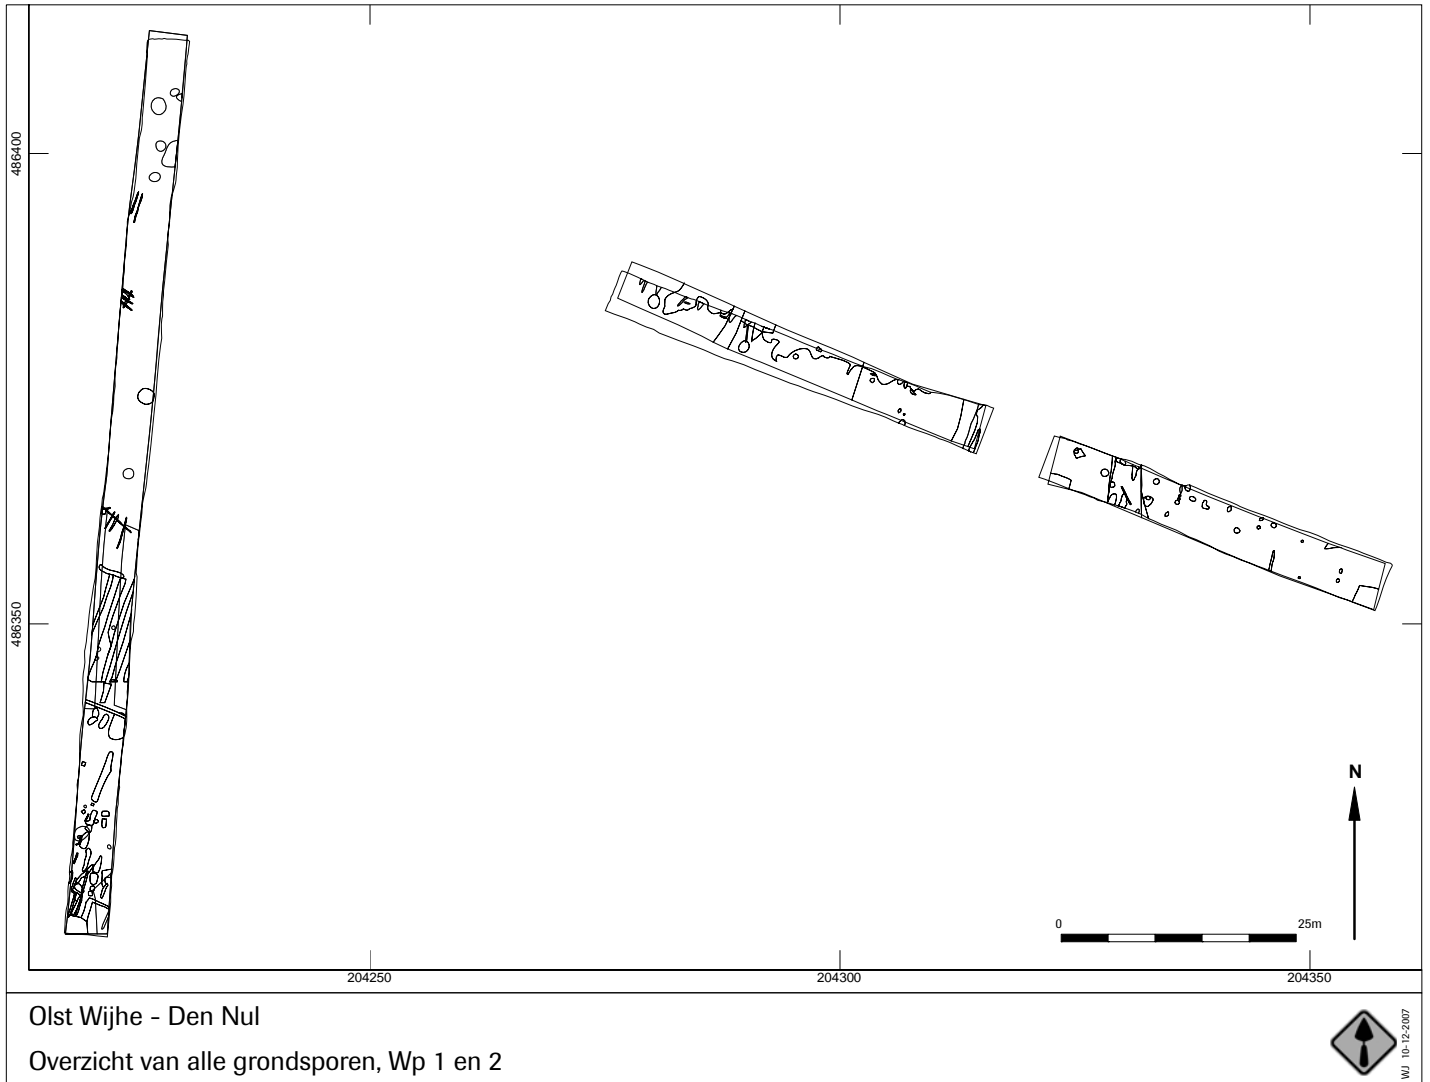 486400
486350
N
0 25m
204250 204300 204350
Olst Wijhe - Den Nul
Overzicht van alle grondsporen, Wp 1 en 2
WJ 10-12-2007